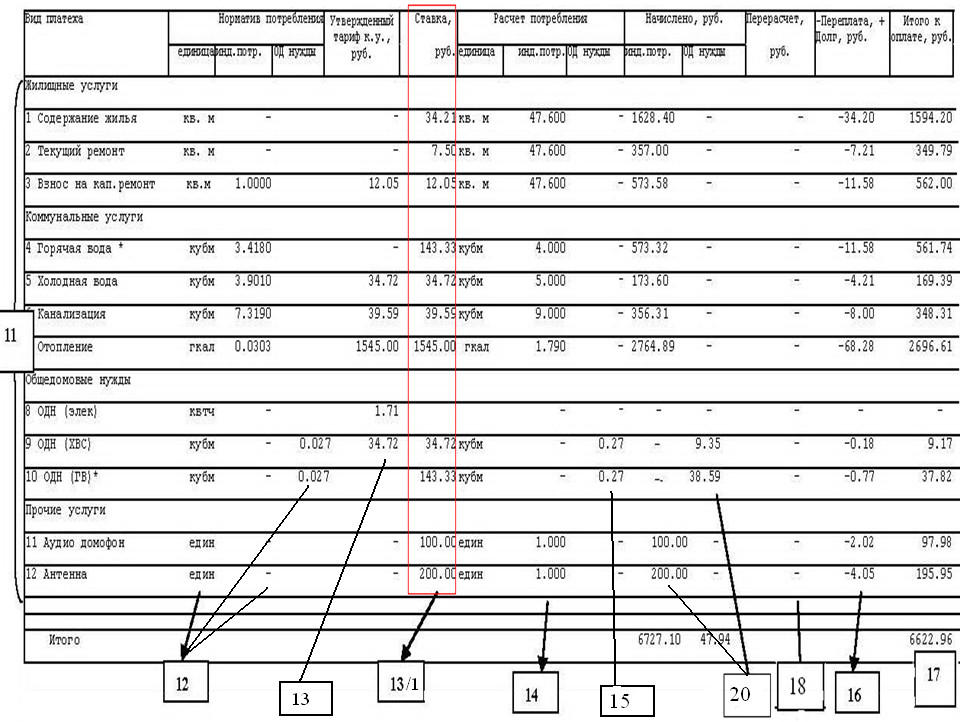 Вид платежа Норматив потребления Утвержденный Ставка, Расчет потребления Начислено, руб. Перерасчет, -Переплата, + Итого к
тариф к.у., Долг, руб. оплате, руб.
единица инд.потр. ОД нужды руб. руб. единица инд.потр. ОД нужды инд.потр. ОД нужды руб.
Жилищные услуги
1 Содержание жилья кв. м - - 34.21 кв. м 47.600 - 1628.40 - - -34.20 1594.20
2 Текущий ремонт кв. м - - 7.50 кв. м 47.600 - 357.00 - - -7.21 349.79
3 Взнос на кап.ремонт кв.м 1.0000 12.05 12.05 кв. м 47.600 - 573.58 - - -11.58 562.00
Коммунальные услуги
4 Горячая вода * кубм 3.4180 - 143.33 кубм 4.000 - 573.32 - - -11.58 561.74
5 Холодная вода кубм 3.9010 34.72 34.72 кубм 5.000 - 173.60 - - -4.21 169.39
Канализация кубм 7.3190 39.59 39.59 кубм 9.000 - 356.31 - - -8.00 348.31
11
Отопление гкал 0.0303 1545.00 1545.00 гкал 1.790 - 2764.89 - - -68.28 2696.61
Общедомовые нужды
8 ОДН (элек) квтч - 1.71 - - - - - - -
9 ОДН (ХВС) кубм - 0.027 34.72 34.72 кубм - 0.27 - 9.35 - -0.18 9.17
10 ОДН (ГВ)* кубм - 0.027 143.33 кубм - 0.27 - 38.59 - -0.77 37.82
Прочие услуги
11 Аудио домофон един - - 100.00 един 1.000 - 100.00 - - -2.02 97.98
12 Антенна един - - 200.00 един 1.000 - 200.00 - - -4.05 195.95
Итого 6727.10 47.94 6622.96
12 13 13/1 14 15 20 18 16 17